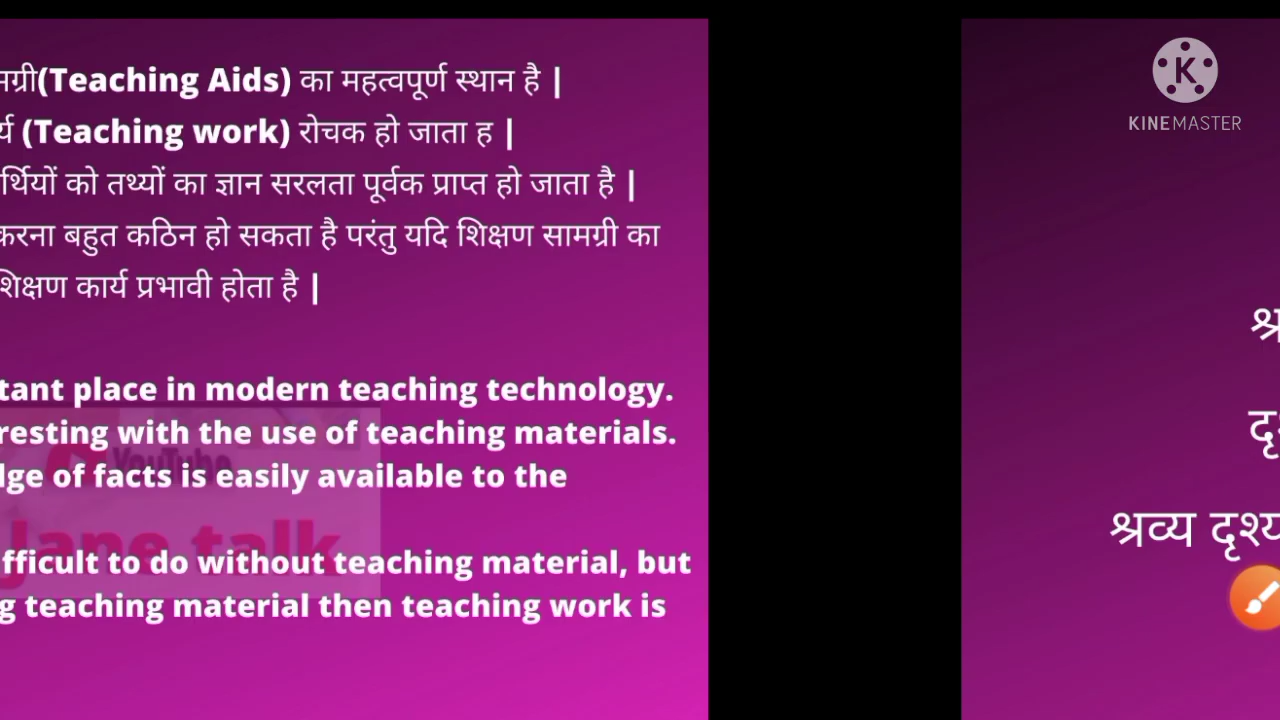 मग्री(Teaching Aids) का महत्वपूर्ण स्थान है |
र्य (Teaching work) रोचक हो जाता ह |
र्थियों को तथ्यों का ज्ञान सरलता पूर्वक प्राप्त हो जाता है |
करना बहुत कठिन हो सकता है परंतु यदि शिक्षण सामग्री का
शिक्षण कार्य प्रभावी होता है |
tant place in modern teaching technology.
resting with the use of teaching materials.
YouTube
dge of facts is easily available to the
Jane talk
fficult to do without teaching material, but
g teaching material then teaching work is
KINEMASTER
श्र
दृश
श्रव्य दृश्य